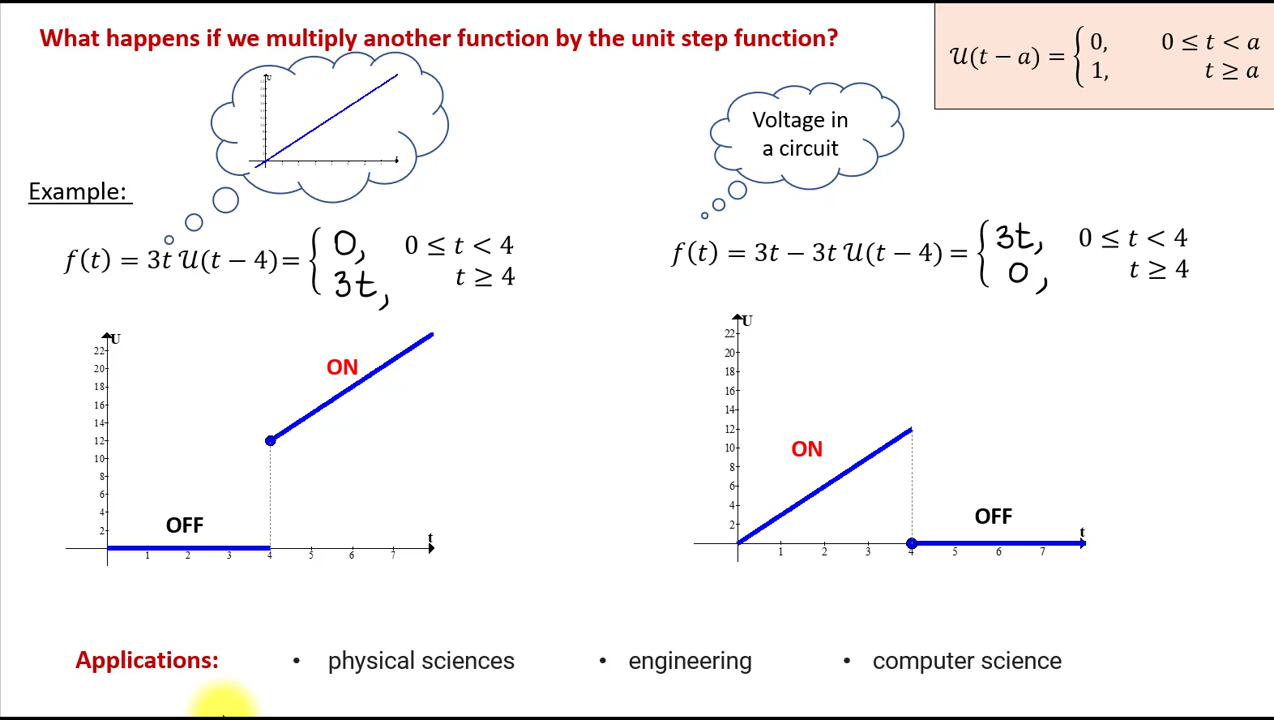 What happens if we multiply another function by the unit step function?
𝒰(t − a) = { 0, 0 ≤ t < a
1, t ≥ a
Voltage in
a circuit
Example:
f(t) = 3t 𝒰(t − 4) = { 0, 0 ≤ t < 4
3t, t ≥ 4
f(t) = 3t − 3t 𝒰(t − 4) = { 3t, 0 ≤ t < 4
0, t ≥ 4
U
22
20
18
16
14
12
10
8
6
4
2
ON
OFF
1 2 3 4 5 6 7
t
U
22
20
18
16
14
12
10
8
6
4
2
ON
OFF
1 2 3 4 5 6 7
t
Applications: • physical sciences • engineering • computer science